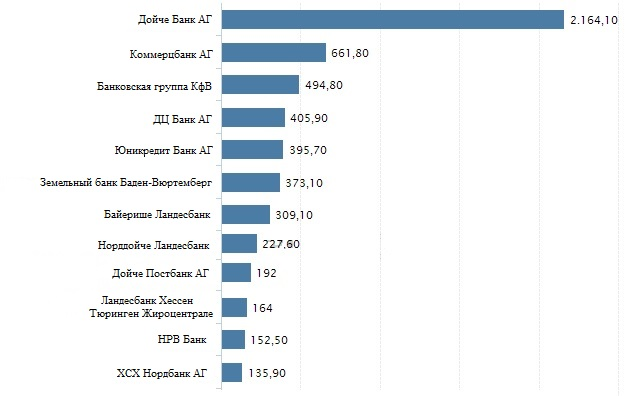 Дойче Банк АГ 2.164,10
Коммерцбанк АГ 661,80
Банковская группа КфВ 494,80
ДЦ Банк АГ 405,90
Юникредит Банк АГ 395,70
Земельный банк Баден-Вюртемберг 373,10
Байерише Ландесбанк 309,10
Норддойче Ландесбанк 227,60
Дойче Постбанк АГ 192
Ландесбанк Хессен
Тюринген Жироцентрале 164
НРВ Банк 152,50
ХСХ Нордбанк АГ 135,90